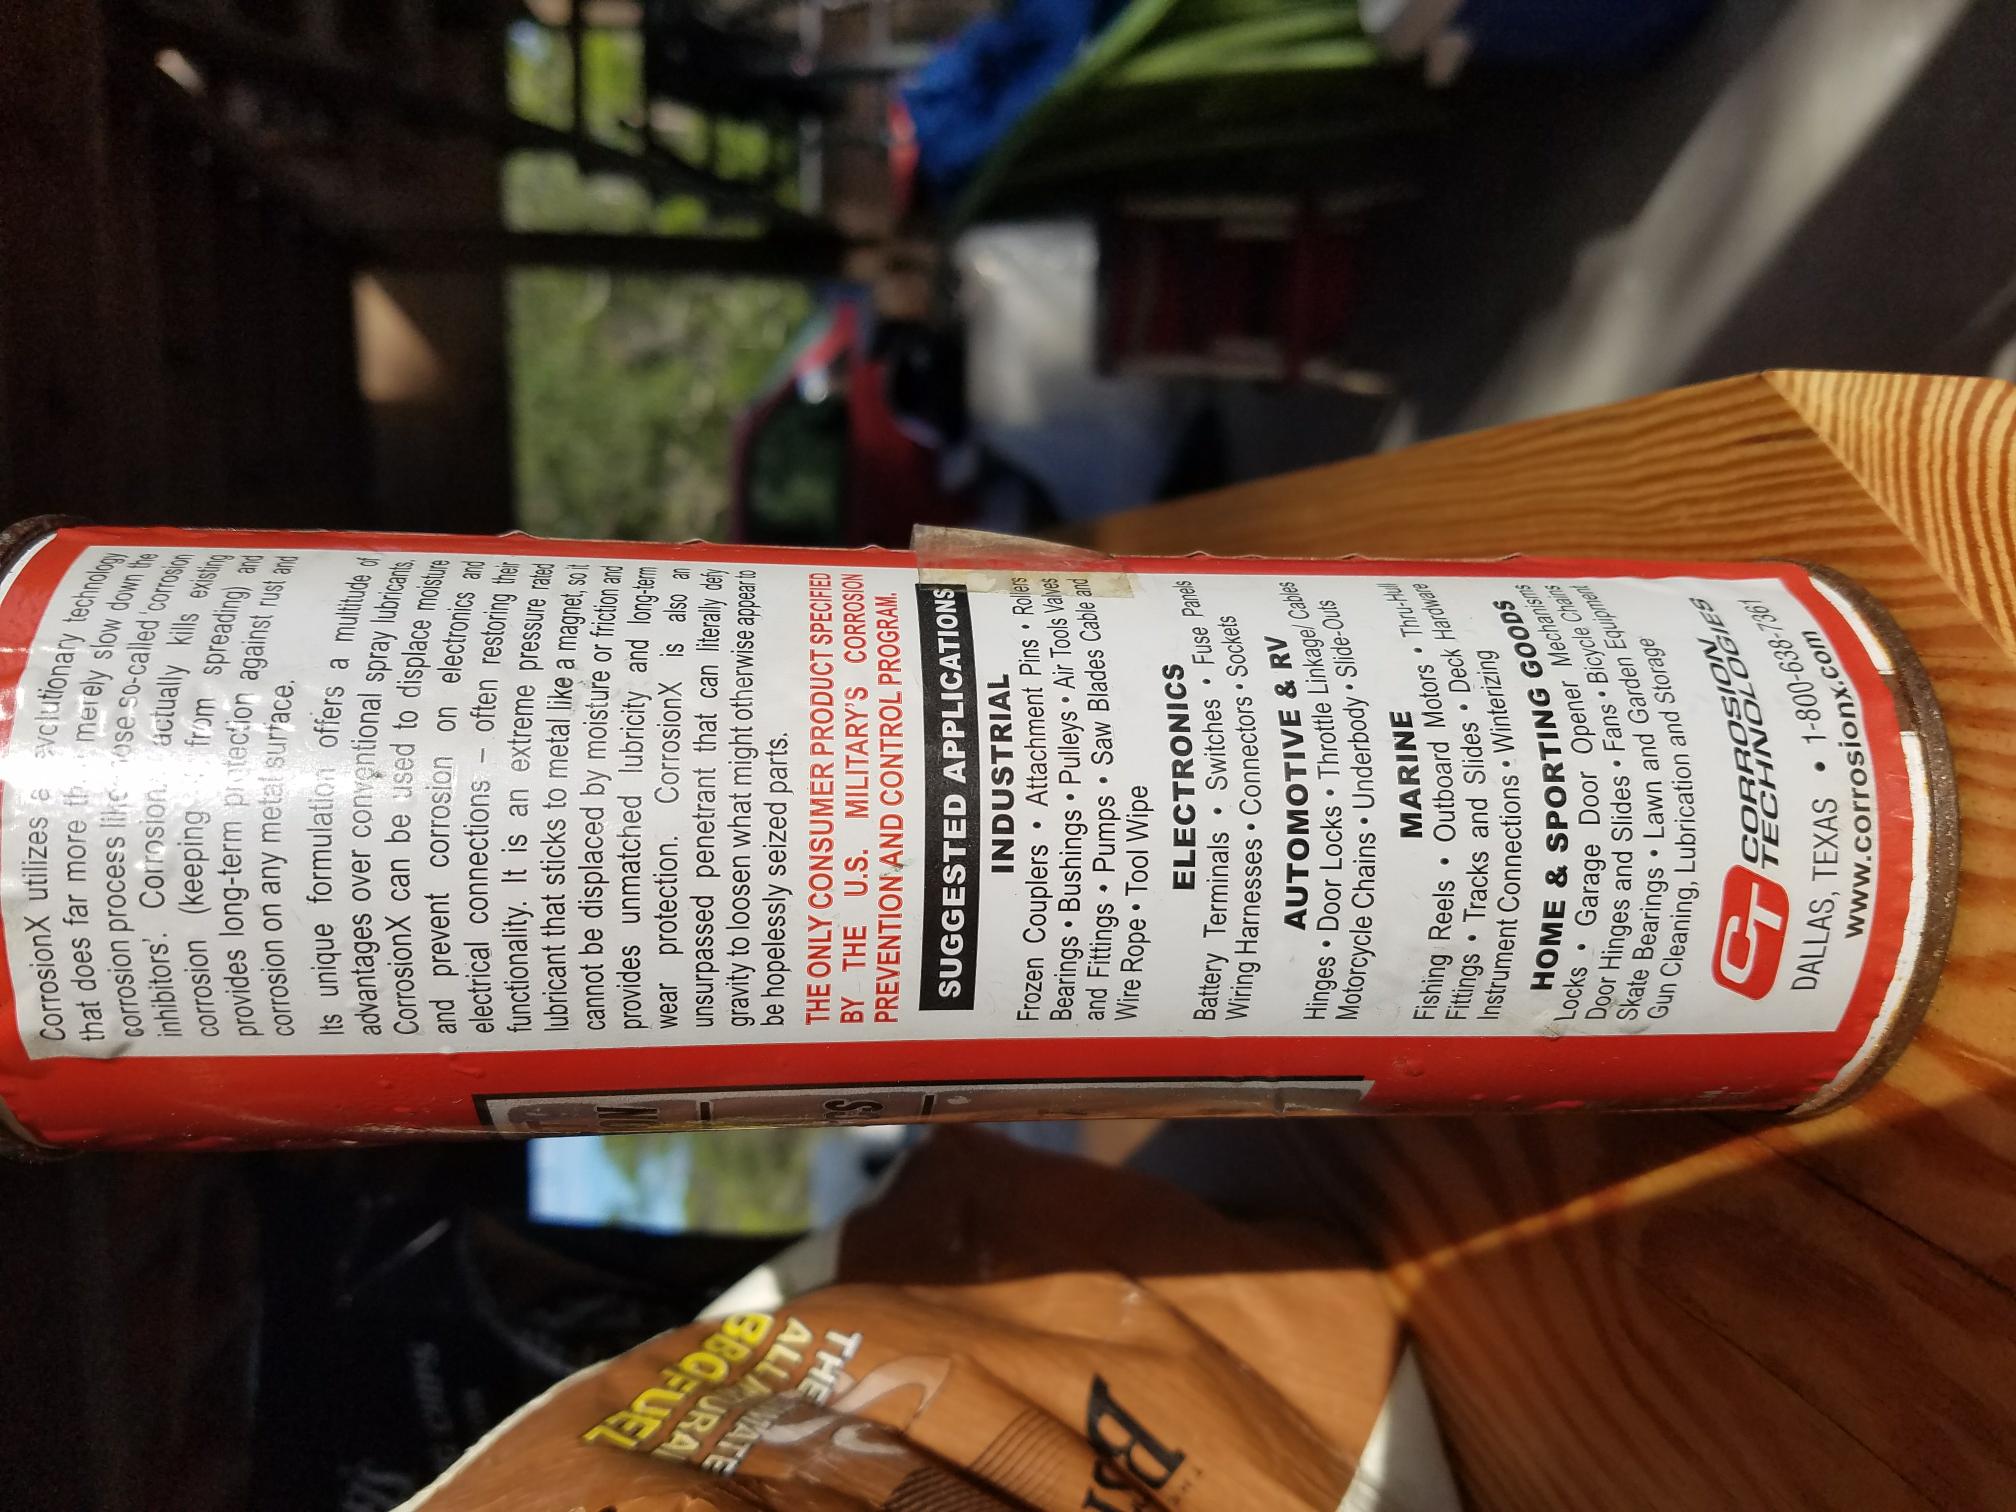 CorrosionX utilizes a evolutionary technology
that does far more than merely slow down the
corrosion process like those so-called 'corrosion
inhibitors'. CorrosionX actually kills existing
corrosion (keeping it from spreading) and
provides long-term protection against rust and
corrosion on any metal surface.
Its unique formulation offers a multitude of
advantages over conventional spray lubricants.
CorrosionX can be used to displace moisture
and prevent corrosion on electronics and
electrical connections – often restoring their
functionality. It is an extreme pressure rated
lubricant that sticks to metal like a magnet, so it
cannot be displaced by moisture or friction and
provides unmatched lubricity and long-term
wear protection. CorrosionX is also an
unsurpassed penetrant that can literally defy
gravity to loosen what might otherwise appear to
be hopelessly seized parts.
THE ONLY CONSUMER PRODUCT SPECIFIED
BY THE U.S. MILITARY'S CORROSION
PREVENTION AND CONTROL PROGRAM.
SUGGESTED APPLICATIONS
INDUSTRIAL
Frozen Couplers • Attachment Pins • Rollers
Bearings • Bushings • Pulleys • Air Tools Valves
and Fittings • Pumps • Saw Blades Cable and
Wire Rope • Tool Wipe
ELECTRONICS
Battery Terminals • Switches • Fuse Panels
Wiring Harnesses • Connectors • Sockets
AUTOMOTIVE & RV
Hinges • Door Locks • Throttle Linkage/Cables
Motorcycle Chains • Underbody • Slide-Outs
MARINE
Fishing Reels • Outboard Motors • Thru-Hull
Fittings • Tracks and Slides • Deck Hardware
Instrument Connections • Winterizing
HOME & SPORTING GOODS
Locks • Garage Door Opener Mechanisms
Door Hinges and Slides • Fans • Bicycle Chains
Skate Bearings • Lawn and Garden Equipment
Gun Cleaning, Lubrication and Storage
CT CORROSION
TECHNOLOGIES
DALLAS, TEXAS • 1-800-638-7361
www.corrosionx.com
THE
ALL NATURAL
BBQ FUEL